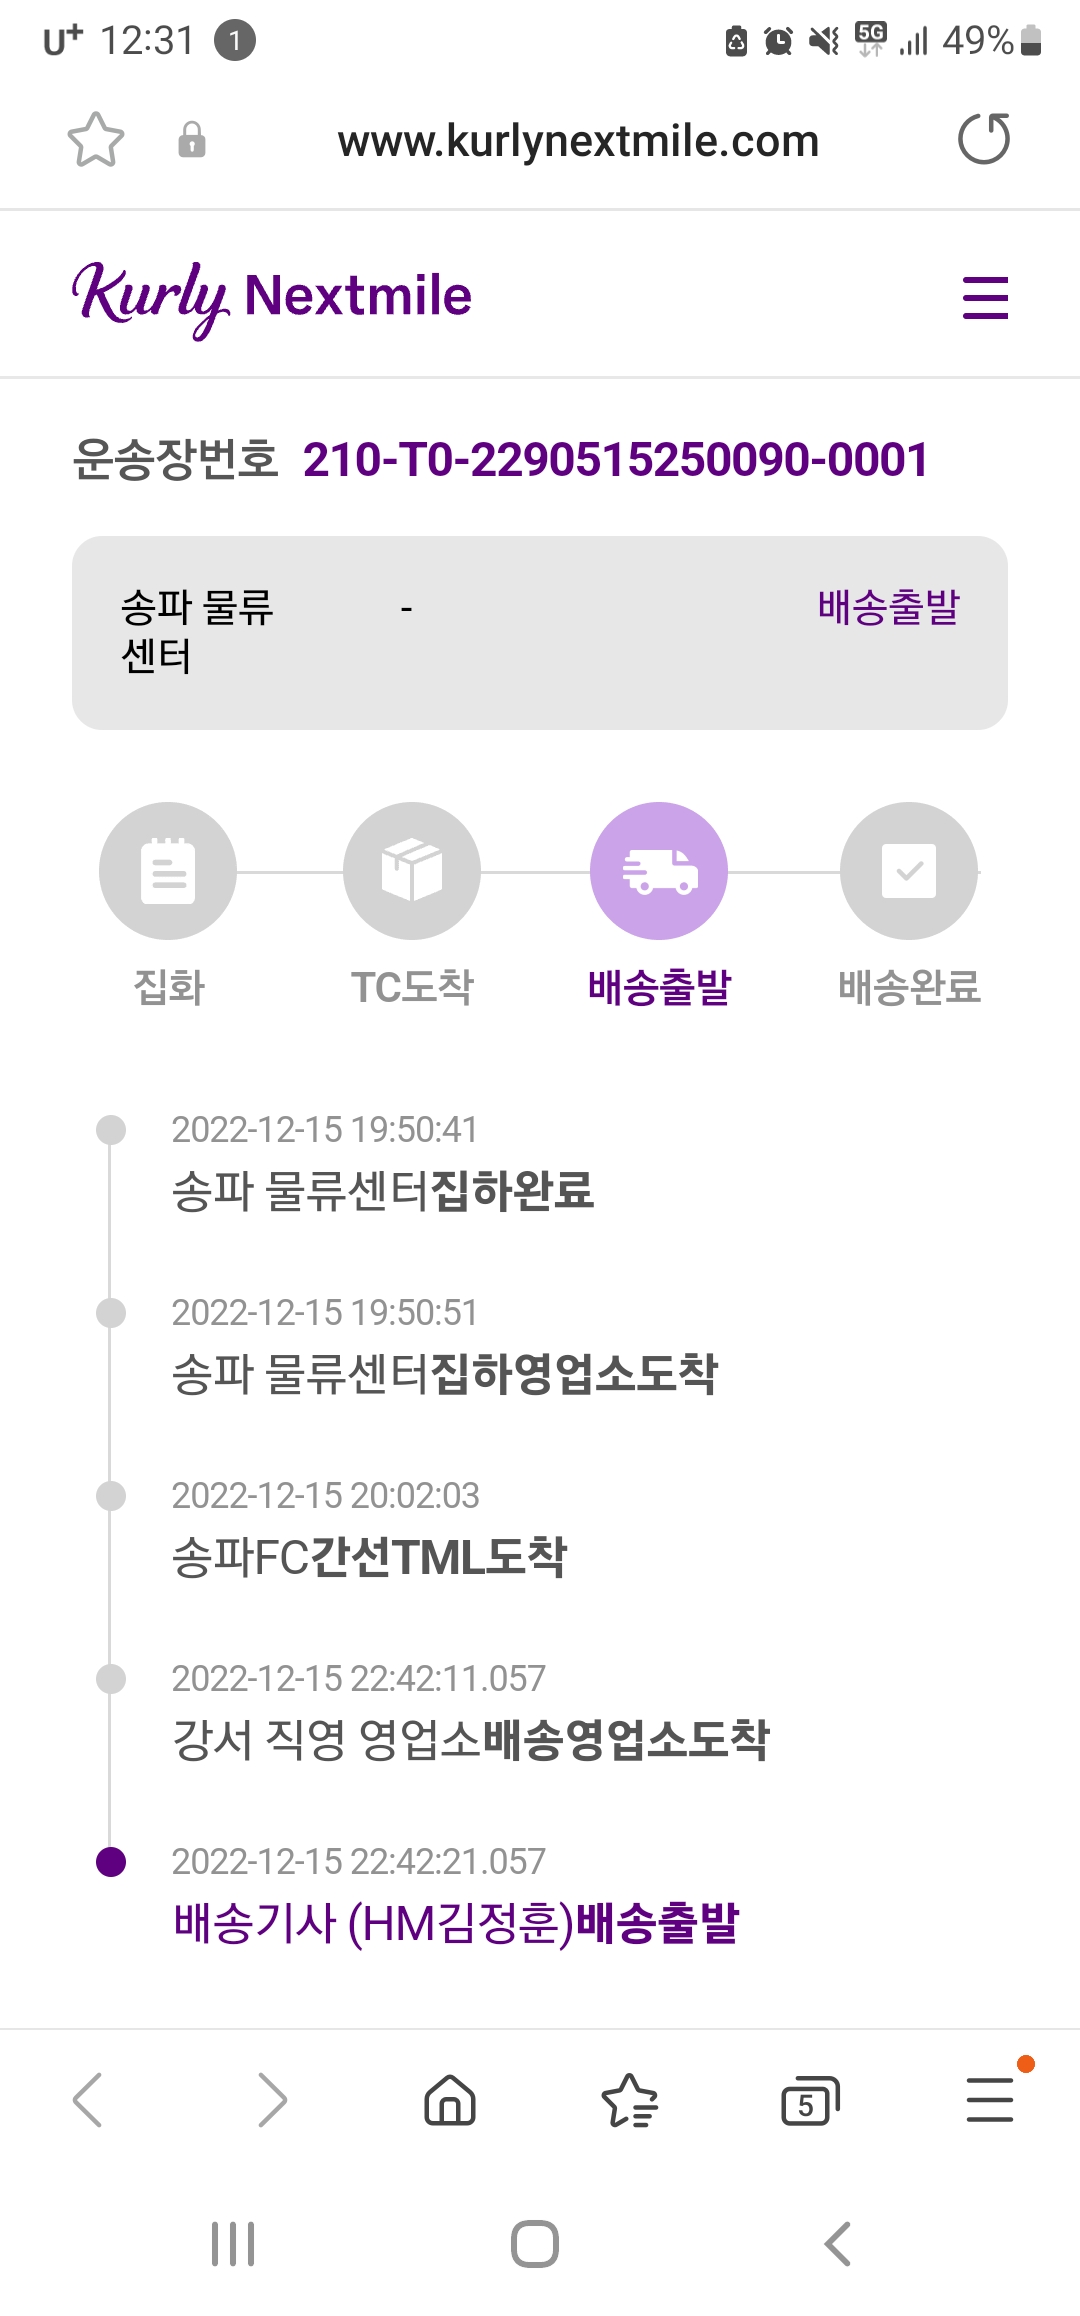 U+ 12:31 1 5G 49%
www.kurlynextmile.com
Kurly Nextmile
운송장번호 210-T0-2290515250090-0001
송파 물류 - 배송출발
센터
집화 TC도착 배송출발 배송완료
2022-12-15 19:50:41
송파 물류센터집하완료
2022-12-15 19:50:51
송파 물류센터집하영업소도착
2022-12-15 20:02:03
송파FC간선TML도착
2022-12-15 22:42:11.057
강서 직영 영업소배송영업소도착
2022-12-15 22:42:21.057
배송기사 (HM김정훈)배송출발
5